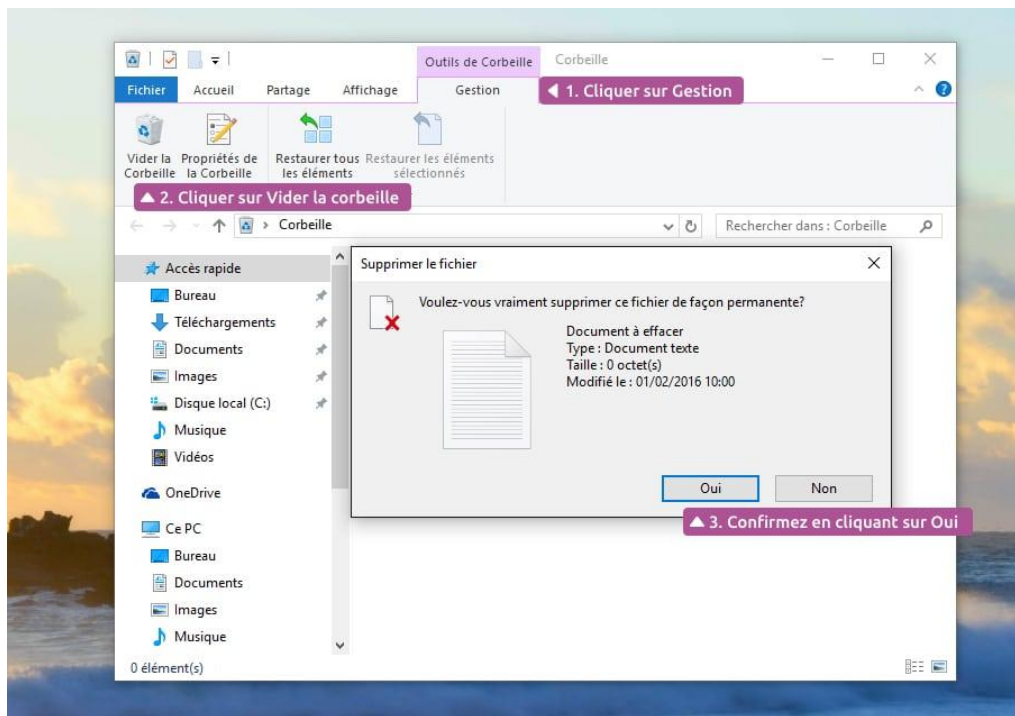 Outils de Corbeille
Corbeille
Fichier
Accueil
Partage
Affichage
Gestion
1. Cliquer sur Gestion
Vider la
Corbeille
Propriétés de
la Corbeille
Restaurer tous
les éléments
Restaurer les éléments
sélectionnés
2. Cliquer sur Vider la corbeille
Corbeille
Rechercher dans : Corbeille
Accès rapide
Bureau
Téléchargements
Documents
Images
Disque local (C:)
Musique
Vidéos
OneDrive
Ce PC
Bureau
Documents
Images
Musique
0 élément(s)
Supprimer le fichier
Voulez-vous vraiment supprimer ce fichier de façon permanente?
Document à effacer
Type : Document texte
Taille : 0 octet(s)
Modifié le : 01/02/2016 10:00
Oui
Non
3. Confirmez en cliquant sur Oui